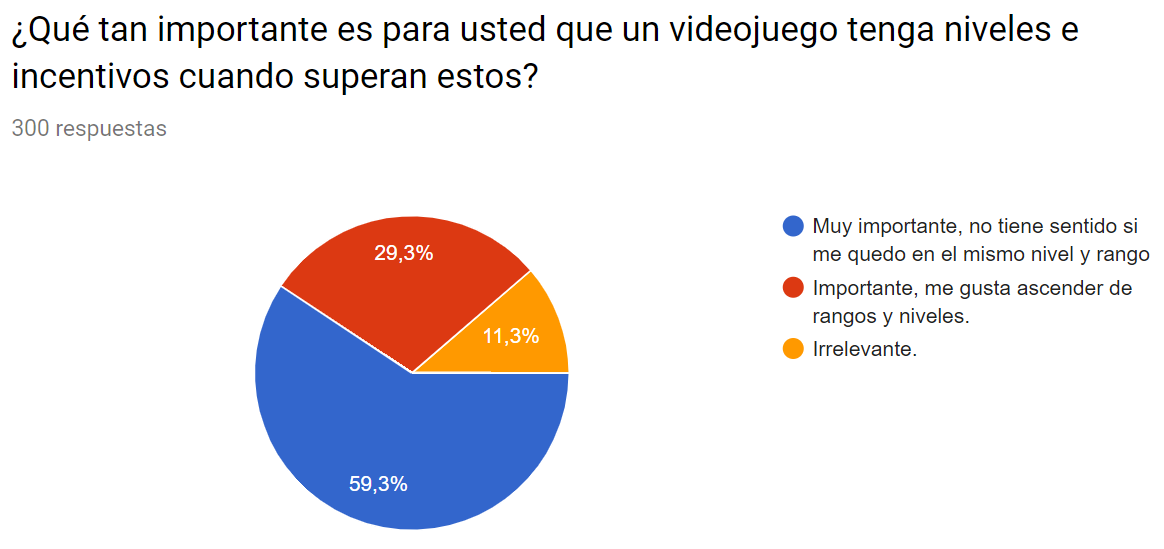 ¿Qué tan importante es para usted que un videojuego tenga niveles e
incentivos cuando superan estos?
300 respuestas
29,3%
11,3%
59,3%
Muy importante, no tiene sentido si
me quedo en el mismo nivel y rango
Importante, me gusta ascender de
rangos y niveles.
Irrelevante.